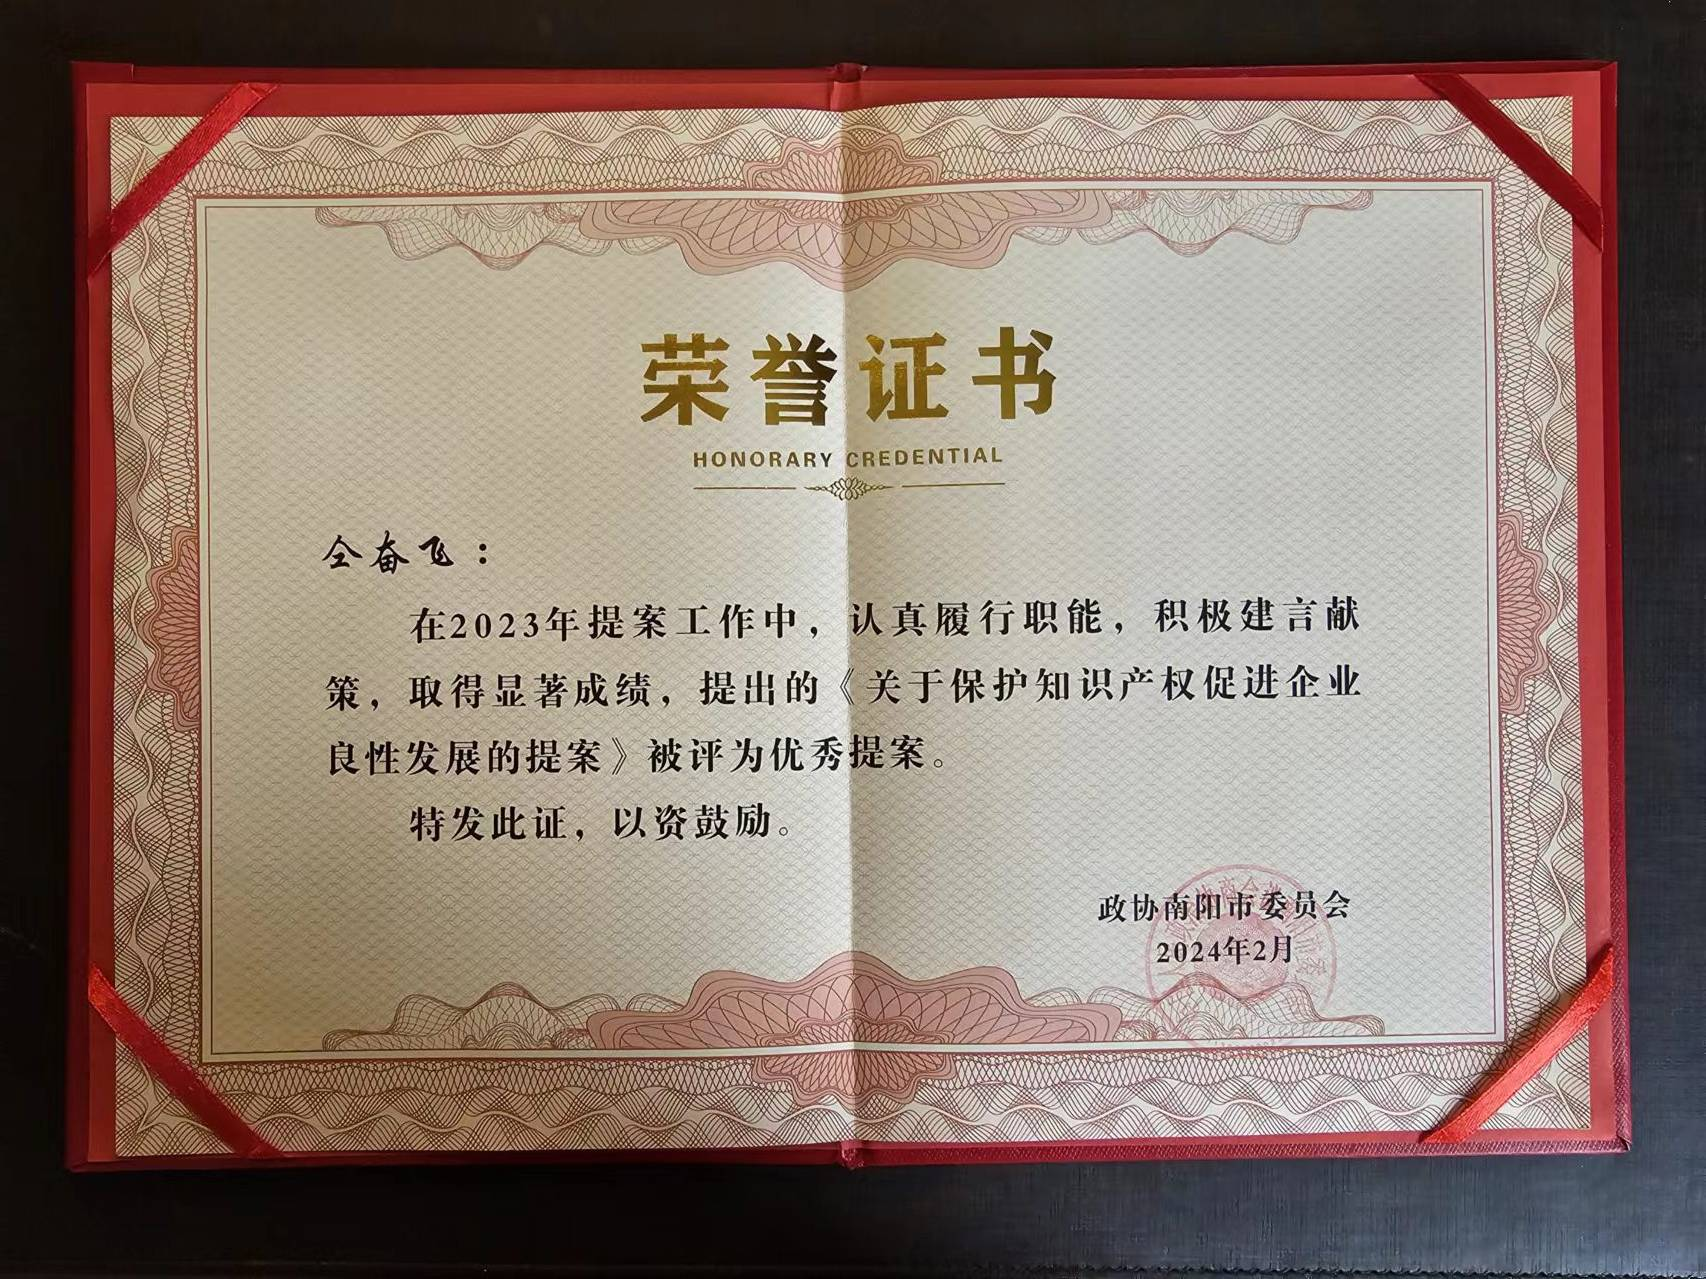 荣誉证书
HONORARY CREDENTIAL
仝奋飞：
在2023年提案工作中，认真履行职能，积极建言献
策，取得显著成绩，提出的《关于保护知识产权促进企业
良性发展的提案》被评为优秀提案。
特发此证，以资鼓励。
政协南阳市委员会
2024年2月